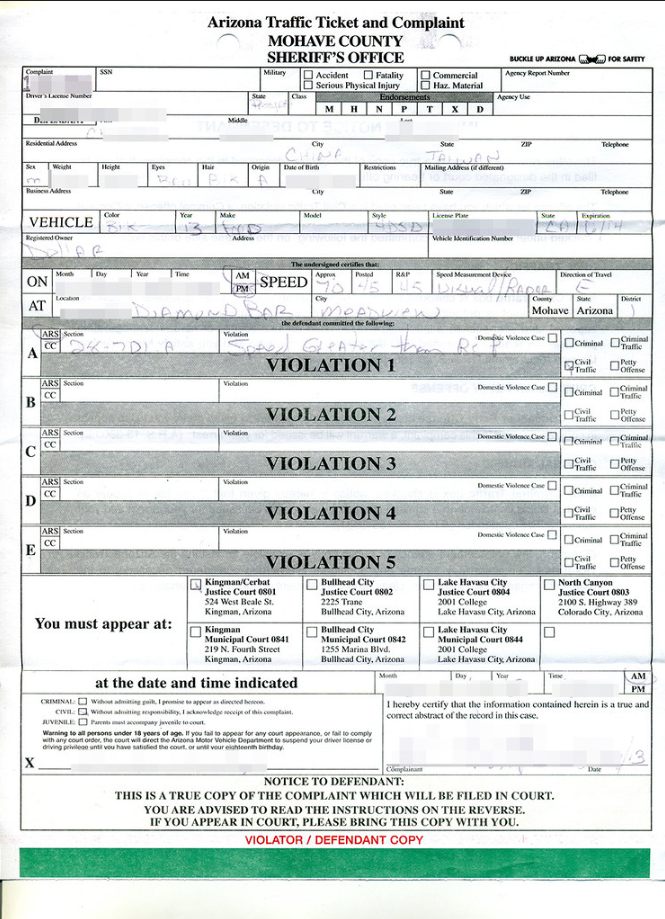 Arizona Traffic Ticket and Complaint
MOHAVE COUNTY
SHERIFF'S OFFICE
BUCKLE UP ARIZONA FOR SAFETY
Complaint SSN Military Accident Fatality Commercial Agency Report Number
Serious Physical Injury Haz. Material
Driver's License Number State Class Endorsements Agency Use
M H N P T X D
Middle
Residential Address City State ZIP Telephone
CHINA TAIWAN
Sex Weight Height Eyes Hair Origin Date of Birth Restrictions Mailing Address (if different)
M BLK A
Business Address City State ZIP Telephone
VEHICLE Color Year Make Model Style License Plate State Expiration
BLK 13 4DSD CA
Registered Owner Address Vehicle Identification Number
Dollar
The undersigned certifies that:
ON Month Day Year Time AM PM SPEED Approx Posted R&P Speed Measurement Device Direction of Travel
70 45 45 Visual/Radar E
AT Location City County State District
DIAMOND BAR MEADVIEW Mohave Arizona 1
the defendant committed the following:
A ARS CC Section Violation Domestic Violence Case Criminal Criminal Traffic
Speed Greater than R&P
VIOLATION 1 Civil Traffic Petty Offense
B ARS CC Section Violation Domestic Violence Case Criminal Criminal Traffic
VIOLATION 2 Civil Traffic Petty Offense
C ARS CC Section Violation Domestic Violence Case Criminal Criminal Traffic
VIOLATION 3 Civil Traffic Petty Offense
D ARS CC Section Violation Domestic Violence Case Criminal Criminal Traffic
VIOLATION 4 Civil Traffic Petty Offense
E ARS CC Section Violation Domestic Violence Case Criminal Criminal Traffic
VIOLATION 5 Civil Traffic Petty Offense
You must appear at:
Kingman/Cerbat
Justice Court 0801
524 West Beale St.
Kingman, Arizona
Bullhead City
Justice Court 0802
2225 Trane
Bullhead City, Arizona
Lake Havasu City
Justice Court 0804
2001 College
Lake Havasu City, Arizona
North Canyon
Justice Court 0803
2100 S. Highway 389
Colorado City, Arizona
Kingman
Municipal Court 0841
219 N. Fourth Street
Kingman, Arizona
Bullhead City
Municipal Court 0842
1255 Marina Blvd.
Bullhead City, Arizona
Lake Havasu City
Municipal Court 0844
2001 College
Lake Havasu City, Arizona
at the date and time indicated
Month Day Year Time AM PM
CRIMINAL: Without admitting guilt, I promise to appear as directed hereon.
CIVIL: Without admitting responsibility, I acknowledge receipt of this complaint.
JUVENILE: Parents must accompany juvenile to court.
Warning to all persons under 18 years of age. If you fail to appear for any court appearance, or fail to comply
with any court order, the court will direct the Arizona Motor Vehicle Department to suspend your driver license or
driving privilege until you have satisfied the court, or until your eighteenth birthday.
X
I hereby certify that the information contained herein is a true and
correct abstract of the record in this case.
13
Complainant Date
NOTICE TO DEFENDANT:
THIS IS A TRUE COPY OF THE COMPLAINT WHICH WILL BE FILED IN COURT.
YOU ARE ADVISED TO READ THE INSTRUCTIONS ON THE REVERSE.
IF YOU APPEAR IN COURT, PLEASE BRING THIS COPY WITH YOU.
VIOLATOR / DEFENDANT COPY